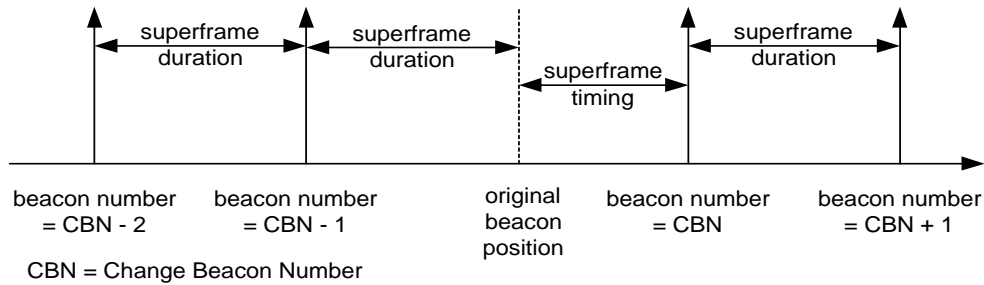 superframe
duration
superframe
duration
superframe
timing
superframe
duration
beacon number
= CBN - 2
beacon number
= CBN - 1
original
beacon
position
beacon number
= CBN
beacon number
= CBN + 1
CBN = Change Beacon Number